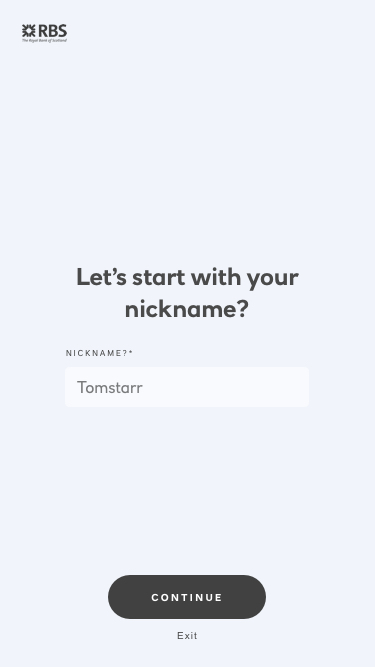 RBS
The Royal Bank of Scotland
Let's start with your
nickname?
NICKNAME?*
Tomstarr
CONTINUE
Exit